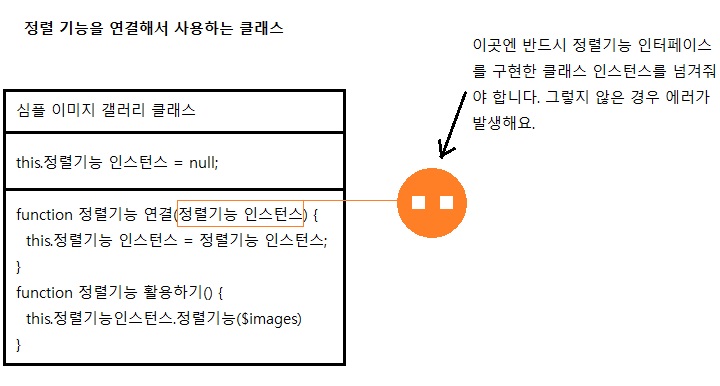 정렬 기능을 연결해서 사용하는 클래스
이곳엔 반드시 정렬기능 인터페이스
를 구현한 클래스 인스턴스를 넘겨줘
야 합니다. 그렇지 않은 경우 에러가
발생해요.
심플 이미지 갤러리 클래스
this.정렬기능 인스턴스 = null;
function 정렬기능 연결(정렬기능 인스턴스) {
this.정렬기능 인스턴스 = 정렬기능 인스턴스;
}
function 정렬기능 활용하기() {
this.정렬기능인스턴스.정렬기능($images)
}